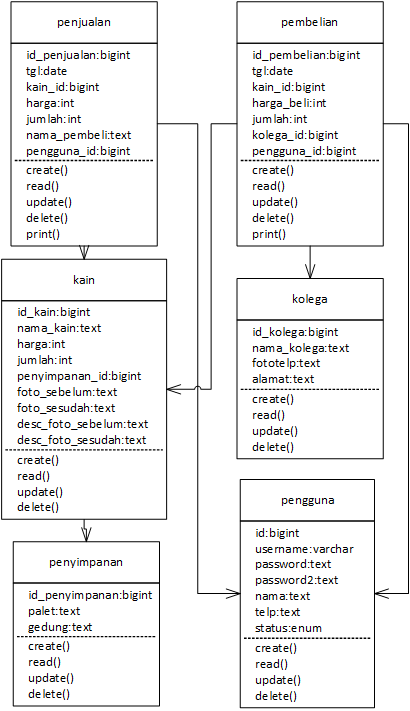 penjualan
id_penjualan:bigint
tgl:date
kain_id:bigint
harga:int
jumlah:int
nama_pembeli:text
pengguna_id:bigint
create()
read()
update()
delete()
print()
pembelian
id_pembelian:bigint
tgl:date
kain_id:bigint
harga_beli:int
jumlah:int
kolega_id:bigint
pengguna_id:bigint
create()
read()
update()
delete()
print()
kain
id_kain:bigint
nama_kain:text
harga:int
jumlah:int
penyimpanan_id:bigint
foto_sebelum:text
foto_sesudah:text
desc_foto_sebelum:text
desc_foto_sesudah:text
create()
read()
update()
delete()
kolega
id_kolega:bigint
nama_kolega:text
fototelp:text
alamat:text
create()
read()
update()
delete()
penyimpanan
id_penyimpanan:bigint
palet:text
gedung:text
create()
read()
update()
delete()
pengguna
id:bigint
username:varchar
password:text
password2:text
nama:text
telp:text
status:enum
create()
read()
update()
delete()